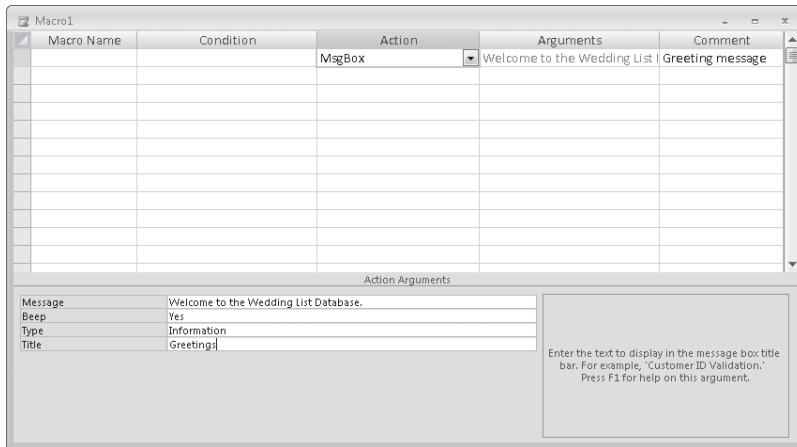 Macro1
Macro Name Condition Action Arguments Comment
MsgBox Welcome to the Wedding List Greeting message
Action Arguments
Message Welcome to the Wedding List Database.
Beep Yes
Type Information
Title Greetings
Enter the text to display in the message box title
bar. For example, 'Customer ID Validation.'
Press F1 for help on this argument.